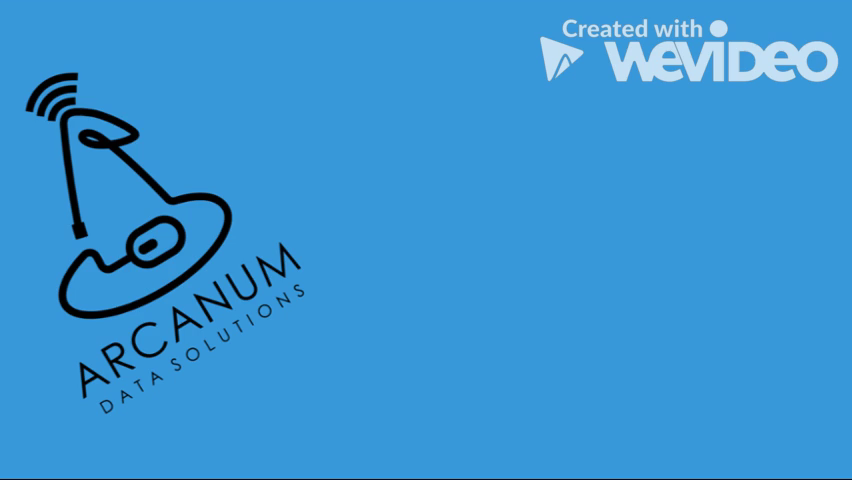 Created with
WeVIDEO
ARCANUM
DATA SOLUTIONS